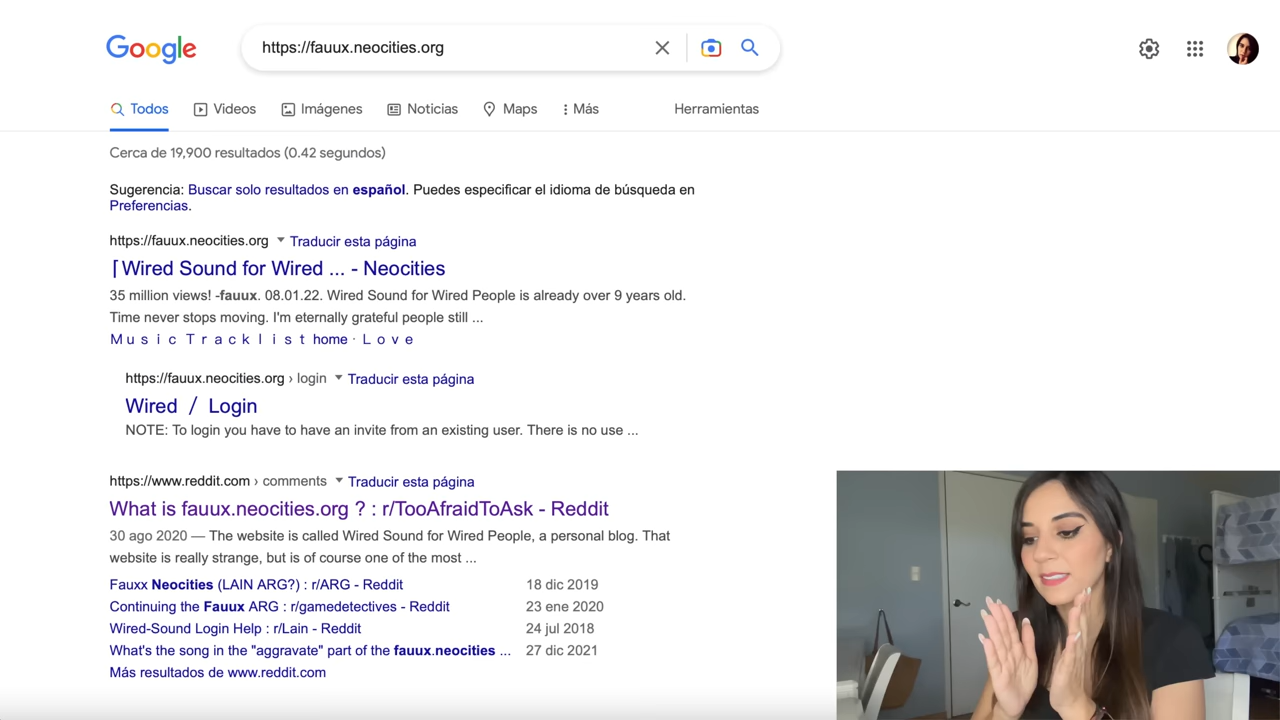 Google
https://fauux.neocities.org
Todos
Videos
Imágenes
Noticias
Maps
Más
Herramientas
Cerca de 19,900 resultados (0.42 segundos)
Sugerencia: Buscar solo resultados en español. Puedes especificar el idioma de búsqueda en
Preferencias.
https://fauux.neocities.org Traducir esta página
⌈Wired Sound for Wired ... - Neocities
35 million views! -fauux. 08.01.22. Wired Sound for Wired People is already over 9 years old.
Time never stops moving. I'm eternally grateful people still ...
Ｍｕｓｉｃ Ｔｒａｃｋｌｉｓｔ home · Ｌｏｖｅ
https://fauux.neocities.org › login Traducir esta página
Wired / Login
NOTE: To login you have to have an invite from an existing user. There is no use ...
https://www.reddit.com › comments Traducir esta página
What is fauux.neocities.org ? : r/TooAfraidToAsk - Reddit
30 ago 2020 — The website is called Wired Sound for Wired People, a personal blog. That
website is really strange, but is of course one of the most ...
Fauxx Neocities (LAIN ARG?) : r/ARG - Reddit 18 dic 2019
Continuing the Fauux ARG : r/gamedetectives - Reddit 23 ene 2020
Wired-Sound Login Help : r/Lain - Reddit 24 jul 2018
What's the song in the "aggravate" part of the fauux.neocities ... 27 dic 2021
Más resultados de www.reddit.com